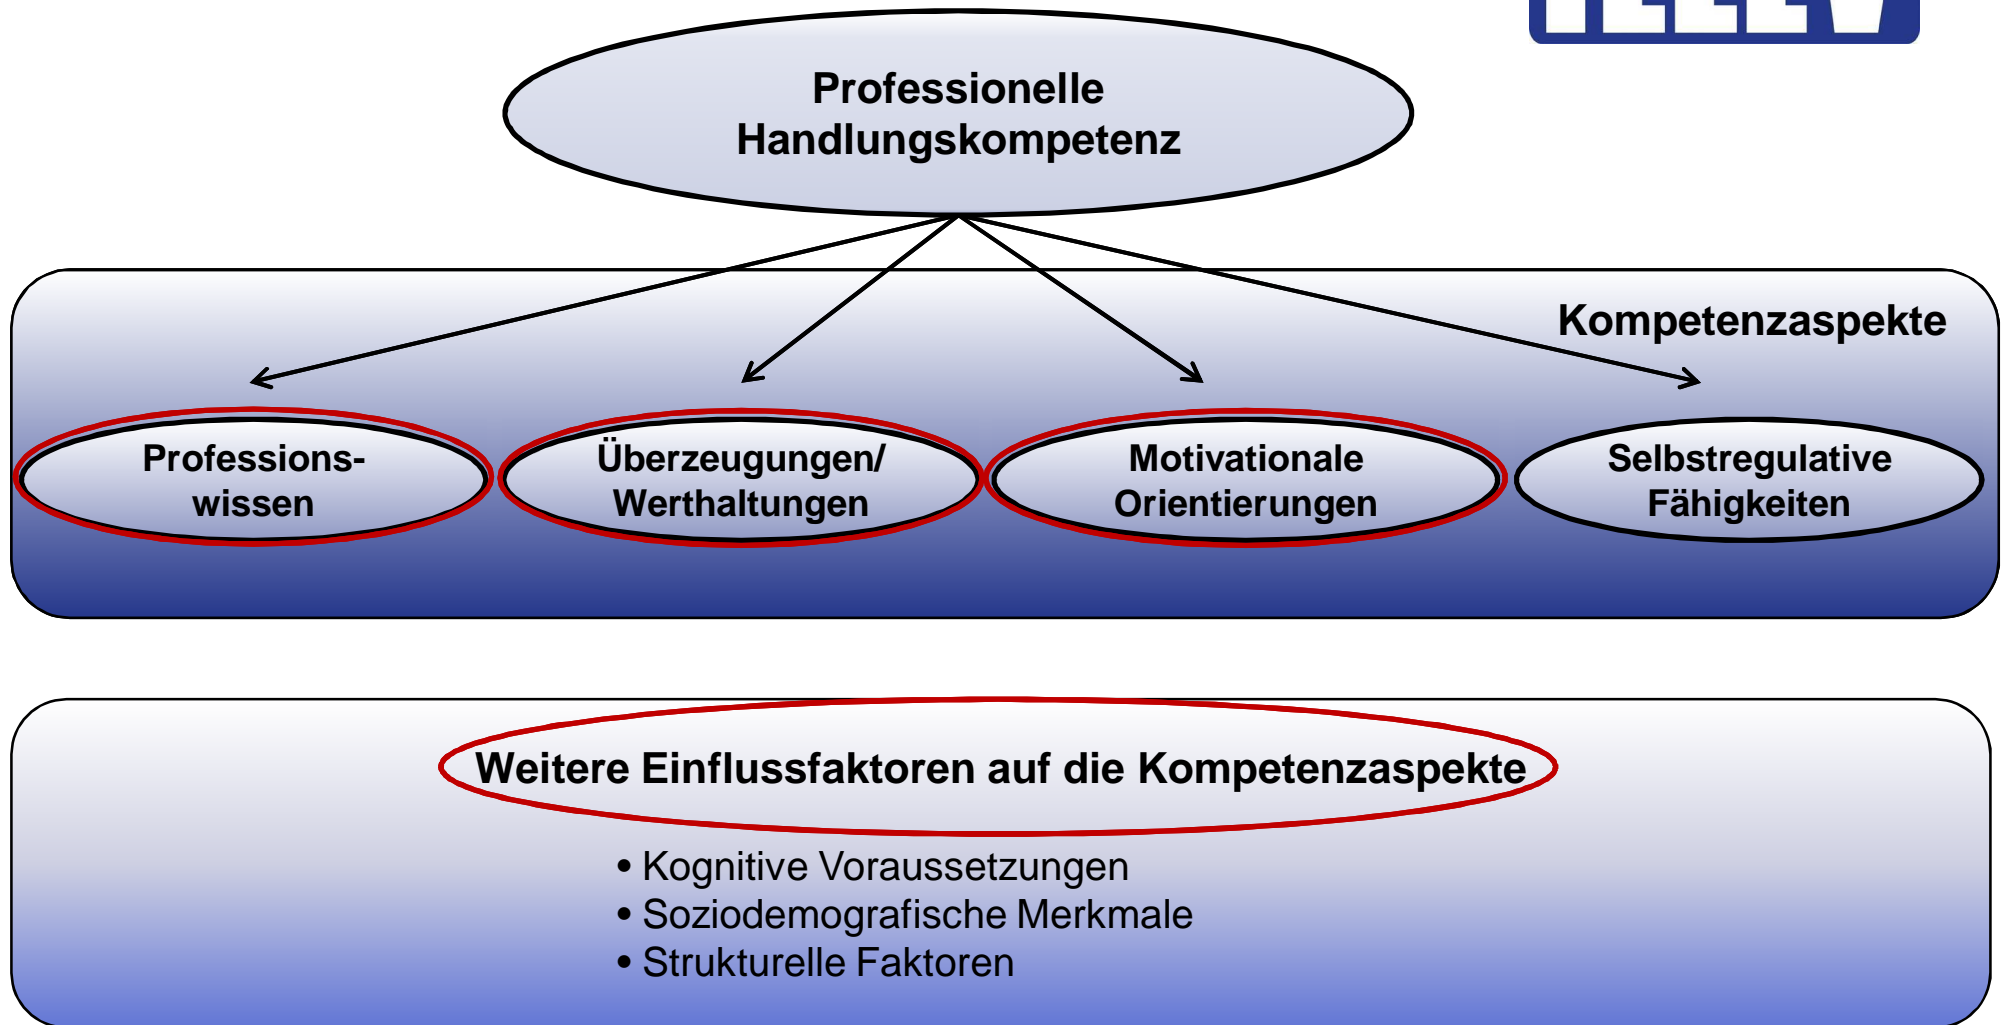 Professionelle
Handlungskompetenz
Kompetenzaspekte
Professions-
wissen
Überzeugungen/
Werthaltungen
Motivationale
Orientierungen
Selbstregulative
Fähigkeiten
Weitere Einflussfaktoren auf die Kompetenzaspekte
• Kognitive Voraussetzungen
• Soziodemografische Merkmale
• Strukturelle Faktoren